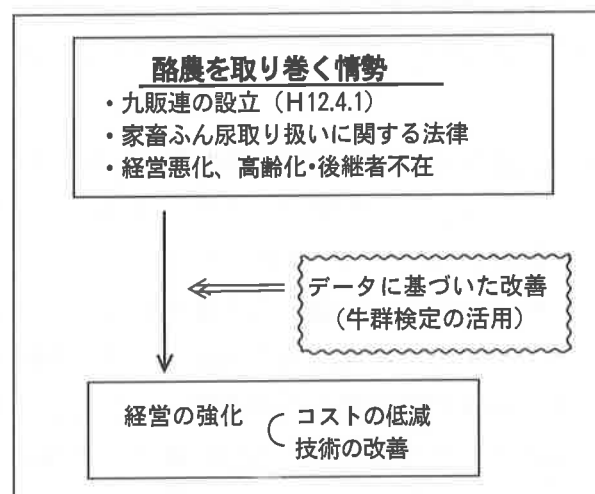 酪農を取り巻く情勢
・九販連の設立（H12.4.1）
・家畜ふん尿取り扱いに関する法律
・経営悪化、高齢化・後継者不在
データに基づいた改善
（牛群検定の活用）
経営の強化 コストの低減
技術の改善